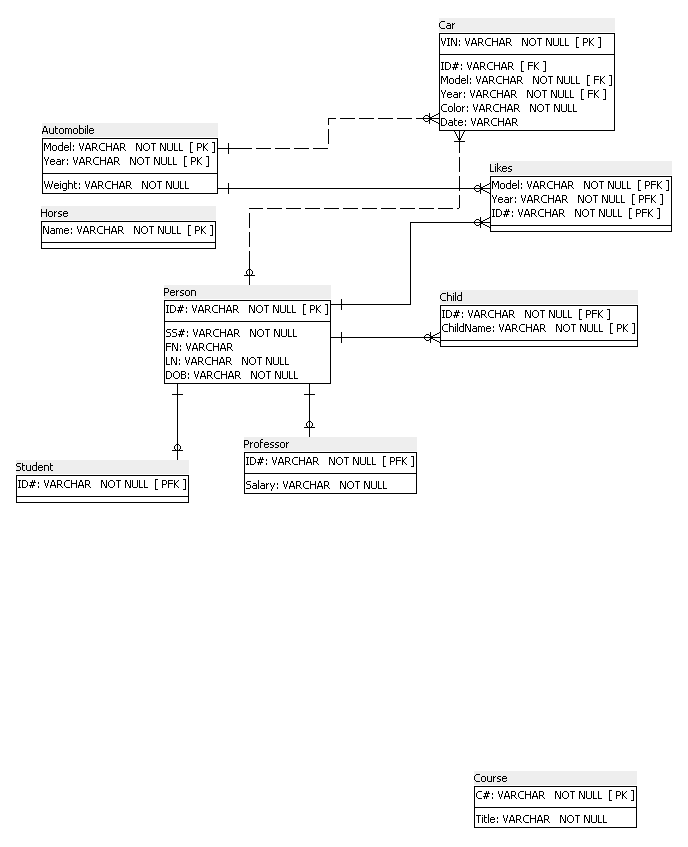 Car
VIN: VARCHAR NOT NULL [ PK ]
ID#: VARCHAR [ FK ]
Model: VARCHAR NOT NULL [ FK ]
Year: VARCHAR NOT NULL [ FK ]
Color: VARCHAR NOT NULL
Date: VARCHAR
Automobile
Model: VARCHAR NOT NULL [ PK ]
Year: VARCHAR NOT NULL [ PK ]
Weight: VARCHAR NOT NULL
Likes
Model: VARCHAR NOT NULL [ PFK ]
Year: VARCHAR NOT NULL [ PFK ]
ID#: VARCHAR NOT NULL [ PFK ]
Horse
Name: VARCHAR NOT NULL [ PK ]
Person
ID#: VARCHAR NOT NULL [ PK ]
SS#: VARCHAR NOT NULL
FN: VARCHAR
LN: VARCHAR NOT NULL
DOB: VARCHAR NOT NULL
Child
ID#: VARCHAR NOT NULL [ PFK ]
ChildName: VARCHAR NOT NULL [ PK ]
Professor
ID#: VARCHAR NOT NULL [ PFK ]
Salary: VARCHAR NOT NULL
Student
ID#: VARCHAR NOT NULL [ PFK ]
Course
C#: VARCHAR NOT NULL [ PK ]
Title: VARCHAR NOT NULL